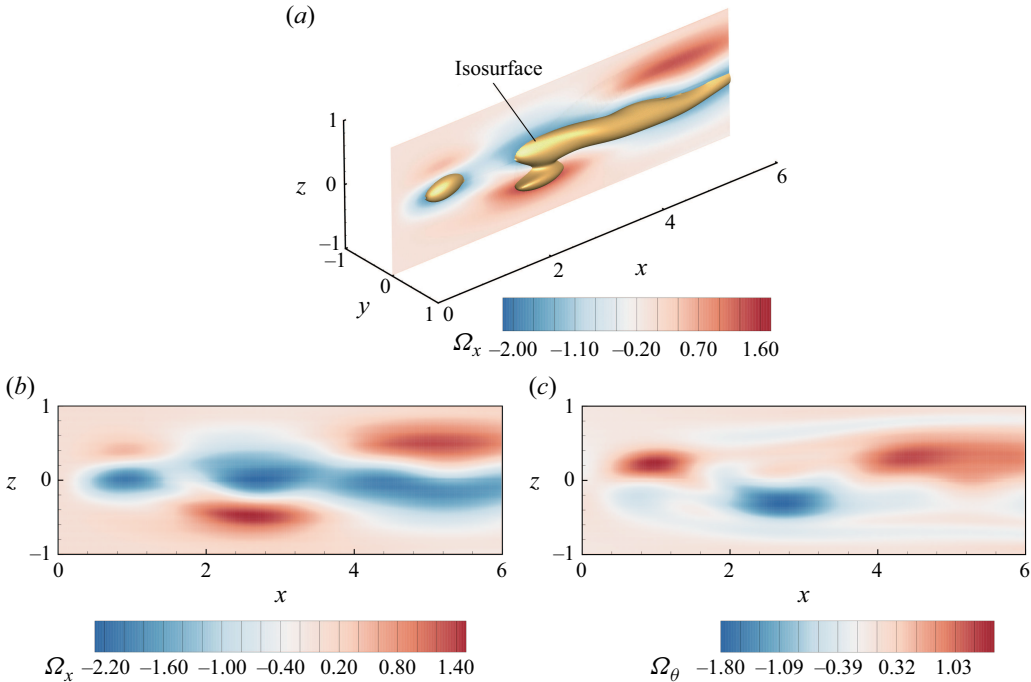 (a)
Isosurface
1
z 0
−1
−1
0
y
1 0
2
4
6
x
Ωx −2.00 −1.10 −0.20 0.70 1.60
(b) (c)
1 1
z 0 z 0
−1 −1
0 2 4 6 0 2 4 6
x x
Ωx −2.20 −1.60 −1.00 −0.40 0.20 0.80 1.40
Ωθ −1.80 −1.09 −0.39 0.32 1.03